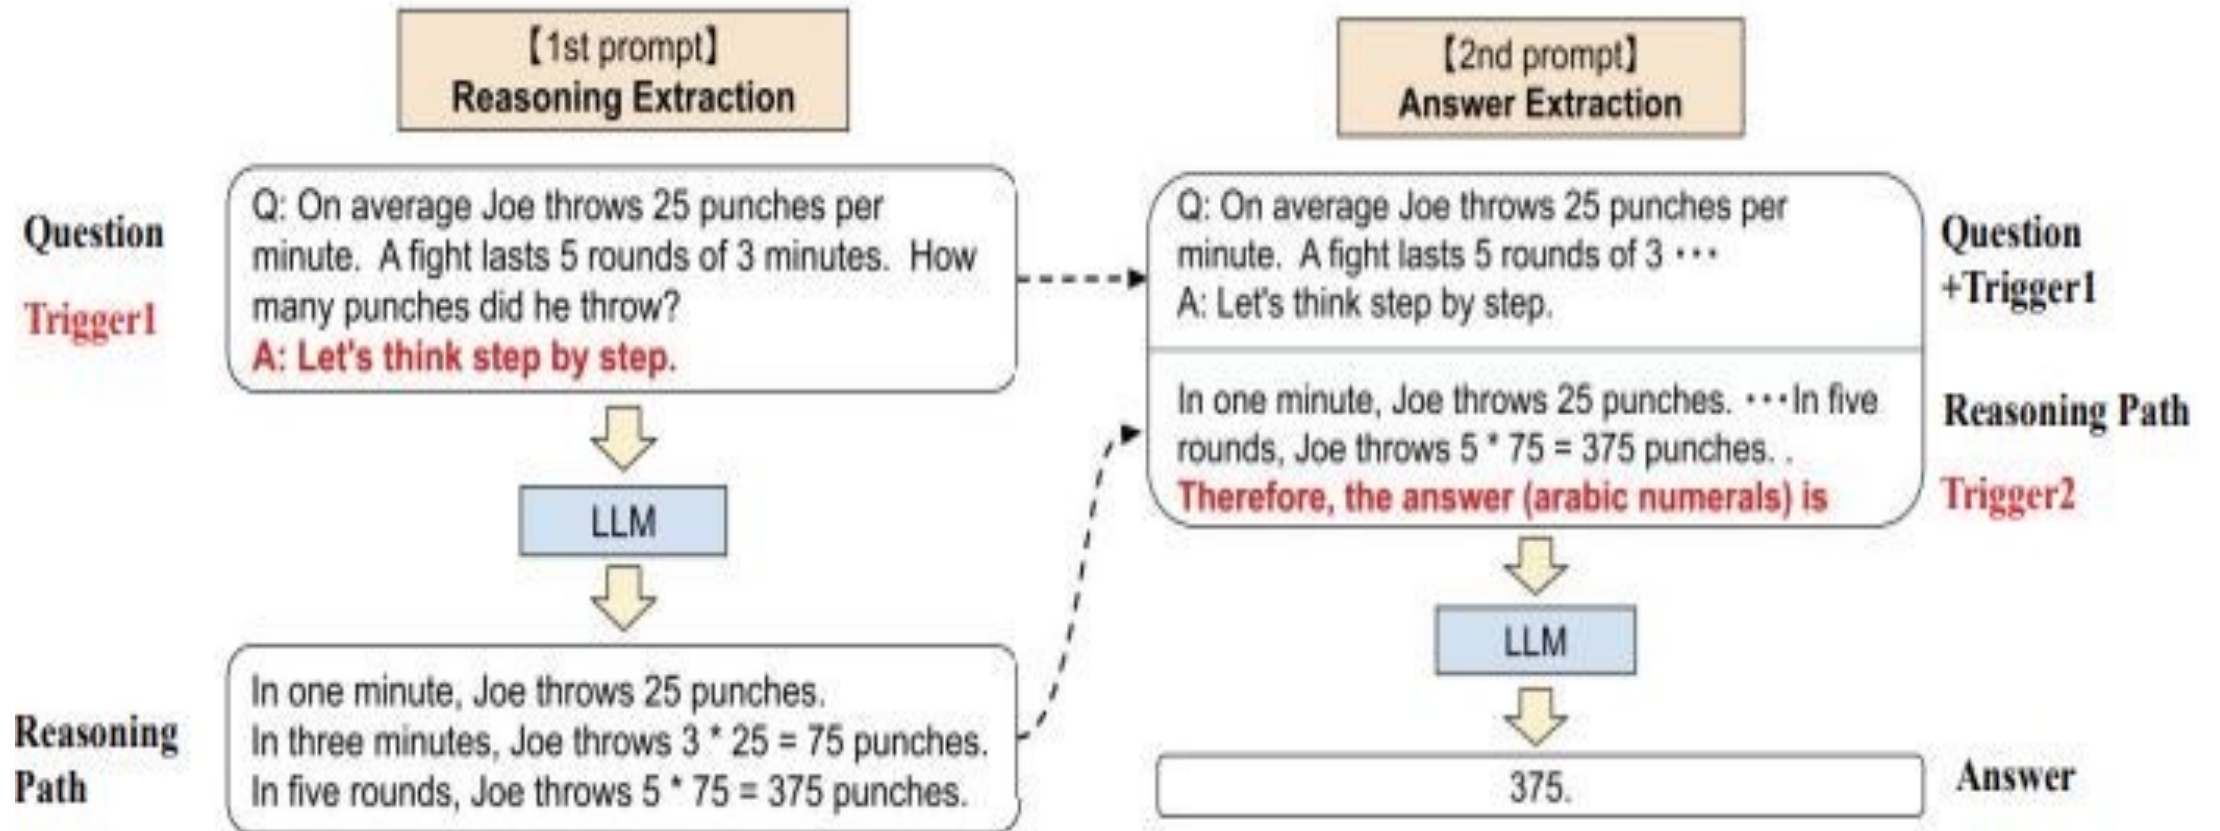 【1st prompt】
Reasoning Extraction
Question
Trigger1
Q: On average Joe throws 25 punches per
minute. A fight lasts 5 rounds of 3 minutes. How
many punches did he throw?
A: Let's think step by step.
LLM
Reasoning
Path
In one minute, Joe throws 25 punches.
In three minutes, Joe throws 3 * 25 = 75 punches.
In five rounds, Joe throws 5 * 75 = 375 punches.
【2nd prompt】
Answer Extraction
Q: On average Joe throws 25 punches per
minute. A fight lasts 5 rounds of 3 ···
A: Let's think step by step.
Question
+Trigger1
In one minute, Joe throws 25 punches. ···In five
rounds, Joe throws 5 * 75 = 375 punches. .
Therefore, the answer (arabic numerals) is
Reasoning Path
Trigger2
LLM
375.
Answer